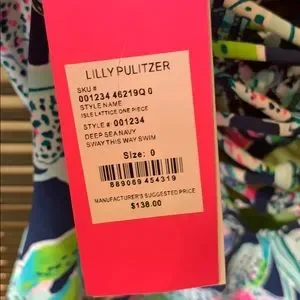 LILLY PULITZER
SKU #
001234 46219Q 0
STYLE NAME
ISLE LATTICE ONE PIECE
STYLE #: 001234
DEEP SEA NAVY
SWAY THIS WAY SWIM
Size: 0
889069 454319
MANUFACTURER'S SUGGESTED PRICE
$138.00